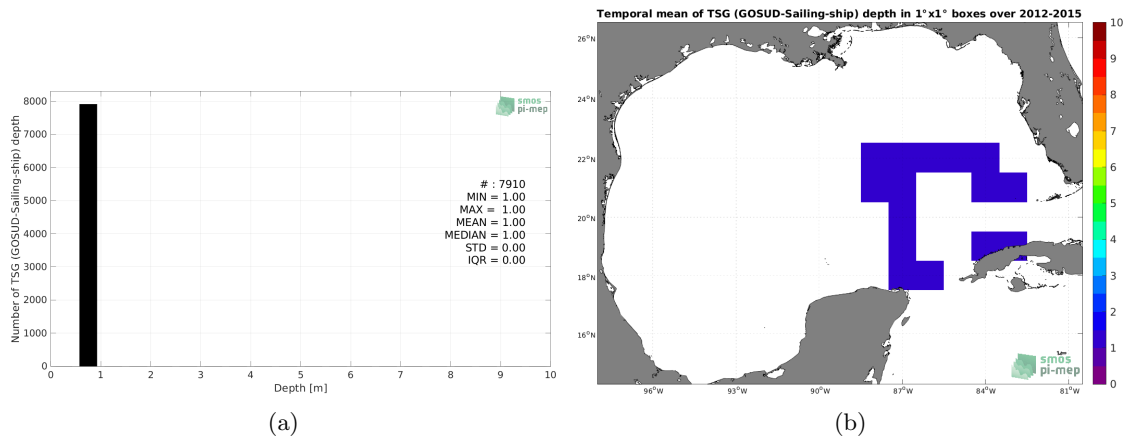 Number of TSG (GOSUD-Sailing-ship) depth
8000
7000
6000
5000
4000
3000
2000
1000
0
smos
pi-mep
# : 7910
MIN = 1.00
MAX = 1.00
MEAN = 1.00
MEDIAN = 1.00
STD = 0.00
IQR = 0.00
0 1 2 3 4 5 6 7 8 9 10
Depth [m]
(a)
Temporal mean of TSG (GOSUD-Sailing-ship) depth in 1°x1° boxes over 2012-2015
26°N
24°N
22°N
20°N
18°N
16°N
96°W 93°W 90°W 87°W 84°W 81°W
smos
pi-mep
10
9
8
7
6
5
4
3
2
1
0
(b)